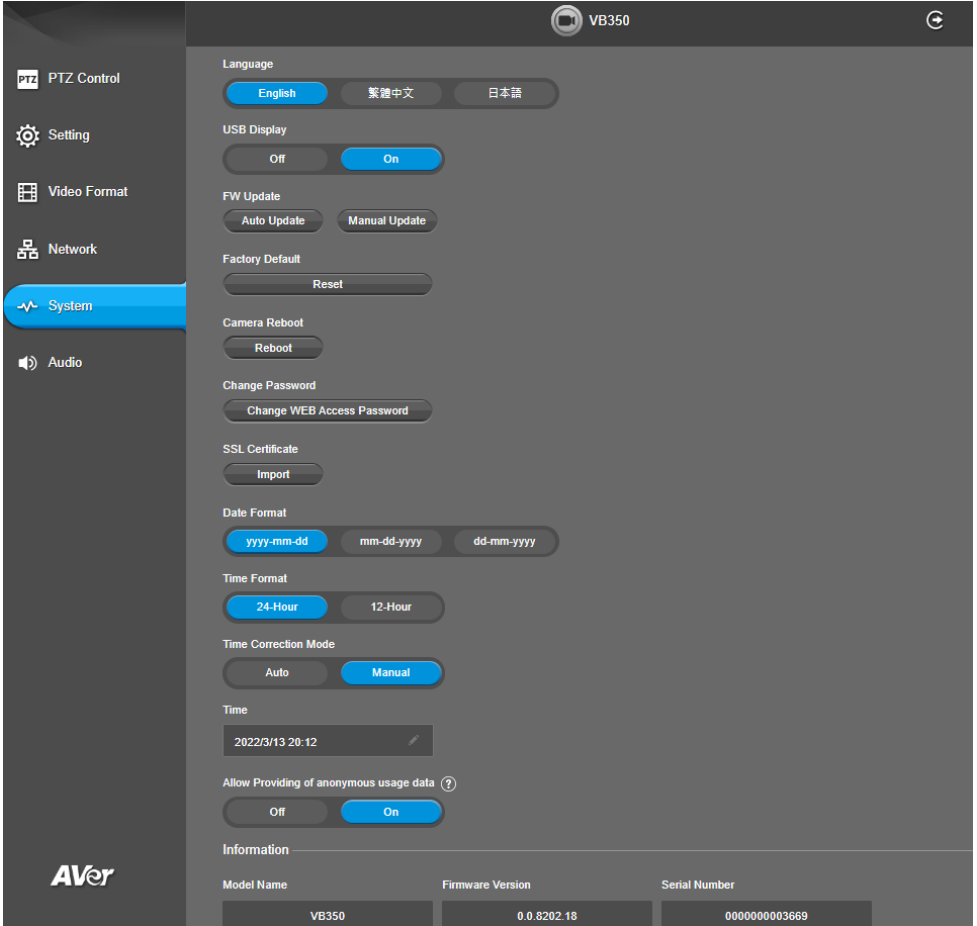 VB350
PTZ PTZ Control
Setting
Video Format
Network
System
Audio
AVer
Language
English 繁體中文 日本語
USB Display
Off On
FW Update
Auto Update Manual Update
Factory Default
Reset
Camera Reboot
Reboot
Change Password
Change WEB Access Password
SSL Certificate
Import
Date Format
yyyy-mm-dd mm-dd-yyyy dd-mm-yyyy
Time Format
24-Hour 12-Hour
Time Correction Mode
Auto Manual
Time
2022/3/13 20:12
Allow Providing of anonymous usage data ?
Off On
Information
Model Name Firmware Version Serial Number
VB350 0.0.8202.18 0000000003669